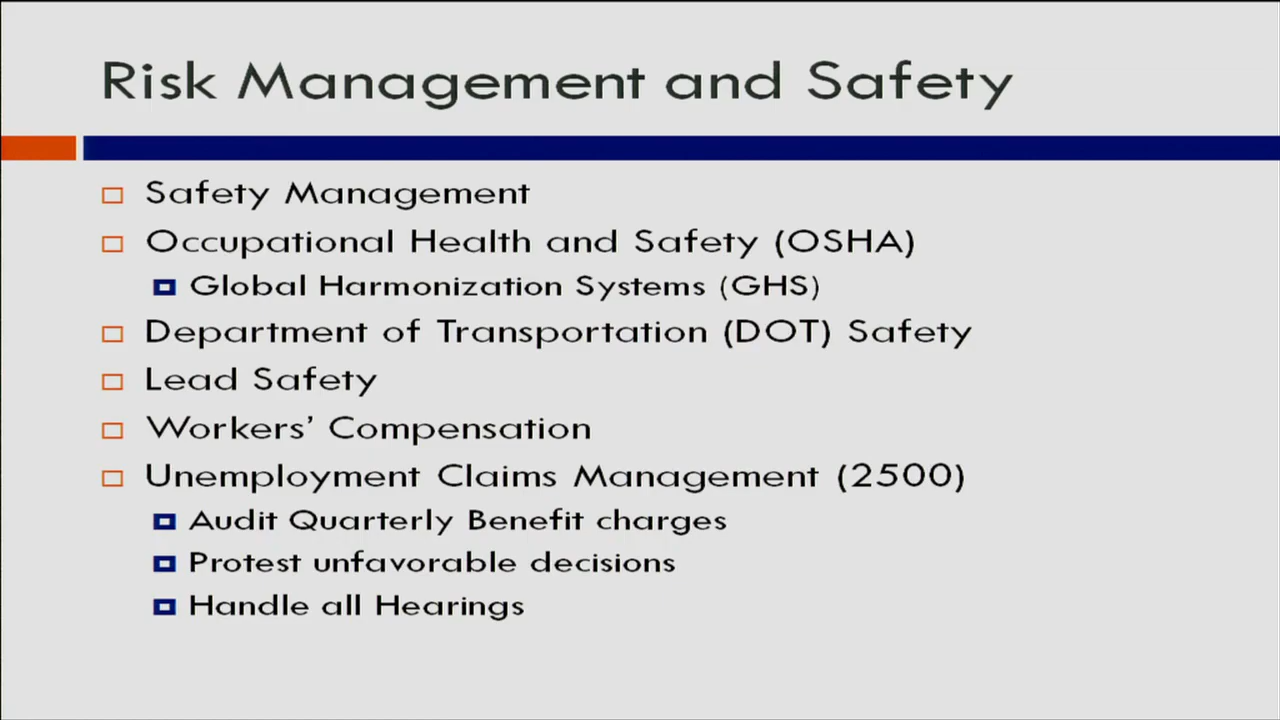 Risk Management and Safety
Safety Management
Occupational Health and Safety (OSHA)
Global Harmonization Systems (GHS)
Department of Transportation (DOT) Safety
Lead Safety
Workers’ Compensation
Unemployment Claims Management (2500)
Audit Quarterly Benefit charges
Protest unfavorable decisions
Handle all Hearings